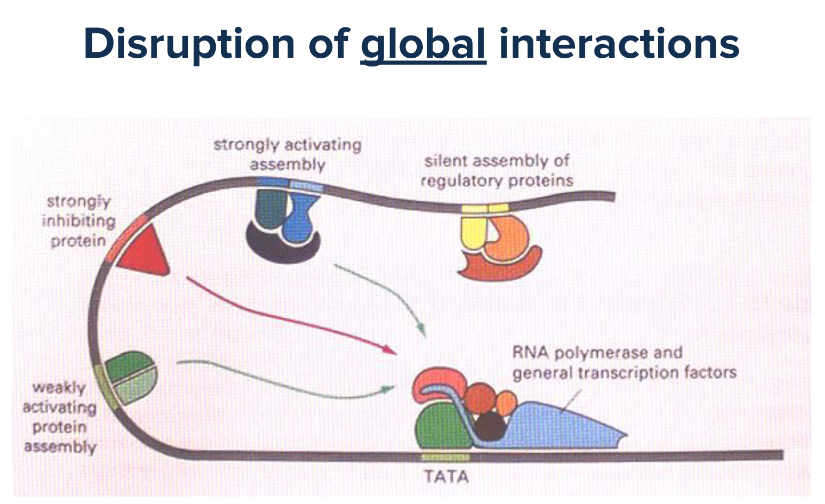 Disruption of global interactions
strongly activating
assembly
silent assembly of
regulatory proteins
strongly
inhibiting
protein
RNA polymerase and
general transcription factors
weakly
activating
protein
assembly
TATA